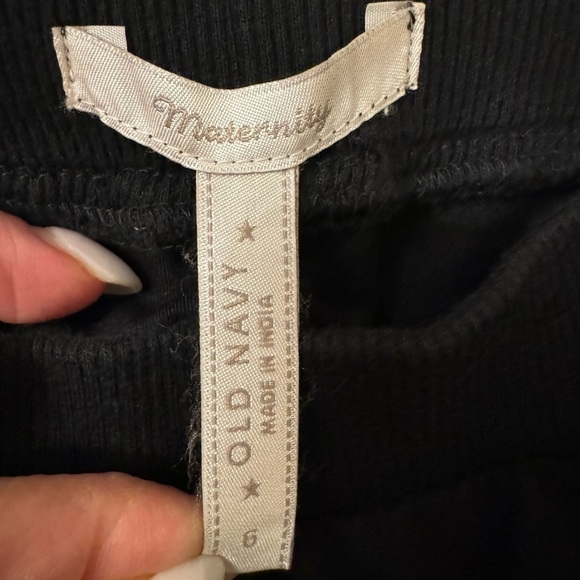 Maternity
★ OLD NAVY ★
MADE IN INDIA
6